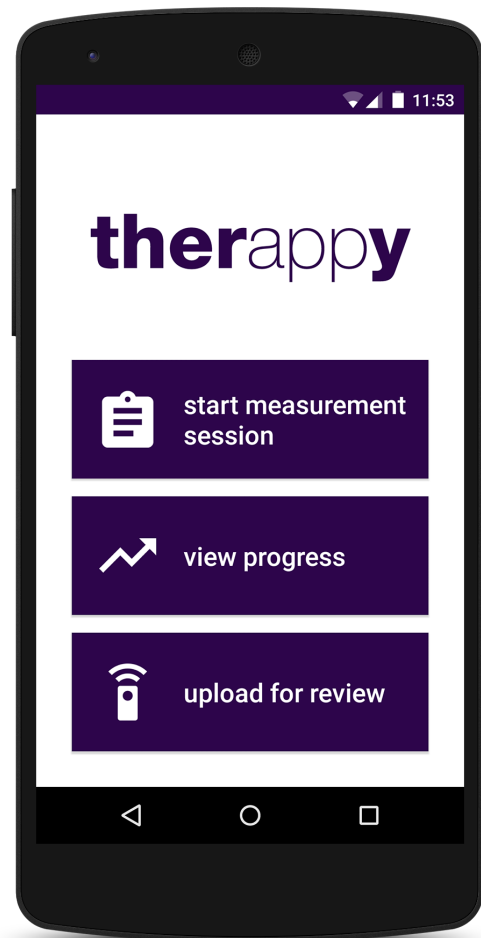 11:53
therappy
start measurement
session
view progress
upload for review